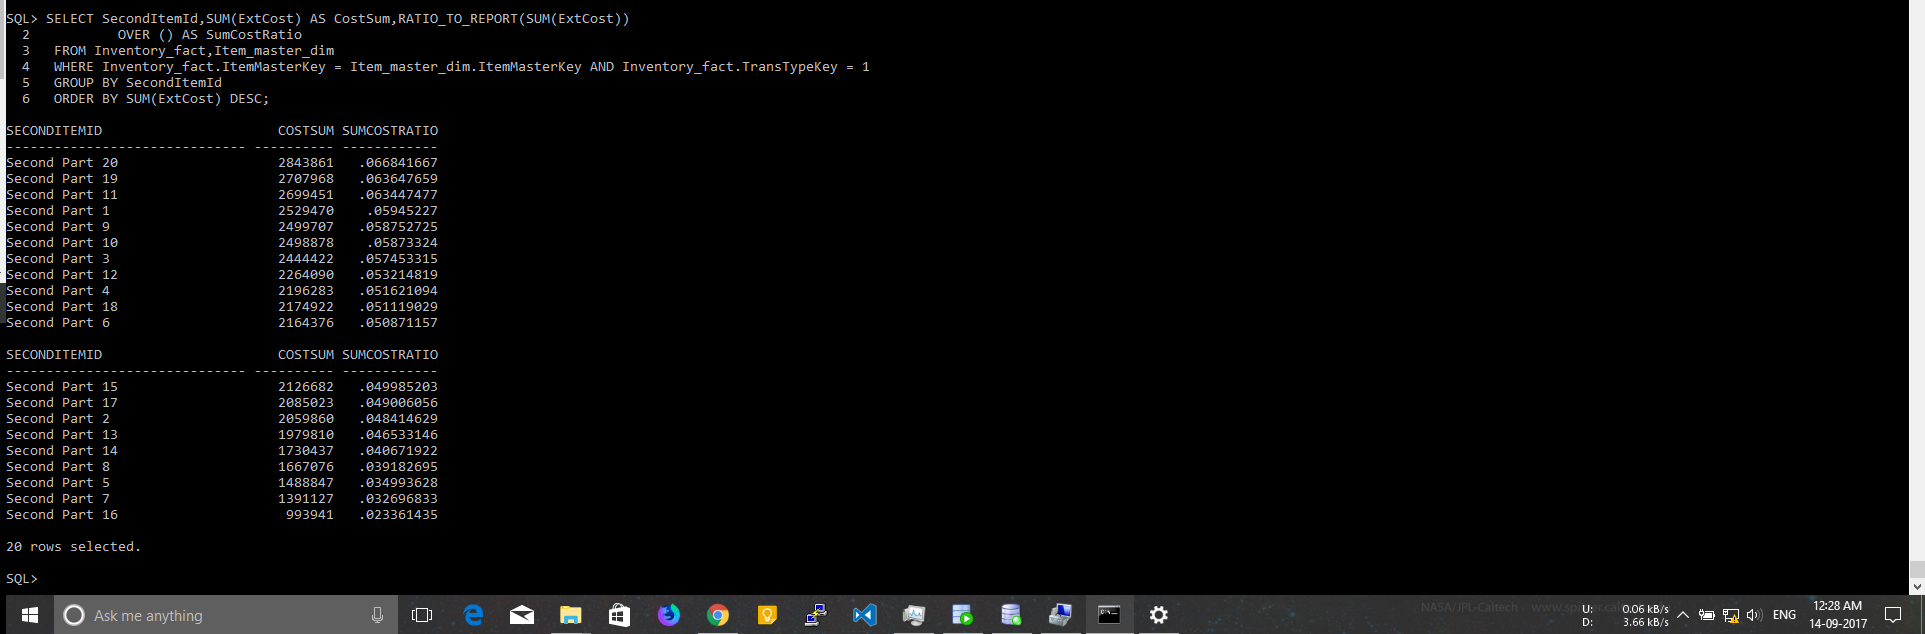 SQL> SELECT SecondItemId,SUM(ExtCost) AS CostSum,RATIO_TO_REPORT(SUM(ExtCost))
  2           OVER () AS SumCostRatio
  3   FROM Inventory_fact,Item_master_dim
  4   WHERE Inventory_fact.ItemMasterKey = Item_master_dim.ItemMasterKey AND Inventory_fact.TransTypeKey = 1
  5   GROUP BY SecondItemId
  6   ORDER BY SUM(ExtCost) DESC;
SECONDITEMID                      COSTSUM SUMCOSTRATIO
------------------------------ ---------- ------------
Second Part 20                    2843861   .066841667
Second Part 19                    2707968   .063647659
Second Part 11                    2699451   .063447477
Second Part 1                     2529470    .05945227
Second Part 9                     2499707   .058752725
Second Part 10                    2498878    .05873324
Second Part 3                     2444422   .057453315
Second Part 12                    2264090   .053214819
Second Part 4                     2196283   .051621094
Second Part 18                    2174922   .051119029
Second Part 6                     2164376   .050871157
SECONDITEMID                      COSTSUM SUMCOSTRATIO
------------------------------ ---------- ------------
Second Part 15                    2126682   .049985203
Second Part 17                    2085023   .049006056
Second Part 2                     2059860   .048414629
Second Part 13                    1979810   .046533146
Second Part 14                    1730437   .040671922
Second Part 8                     1667076   .039182695
Second Part 5                     1488847   .034993628
Second Part 7                     1391127   .032696833
Second Part 16                     993941   .023361435
20 rows selected.
SQL>
Ask me anything
NASA/JPL-Caltech
U: 0.06 kB/s
D: 3.66 kB/s
ENG
12:28 AM
14-09-2017